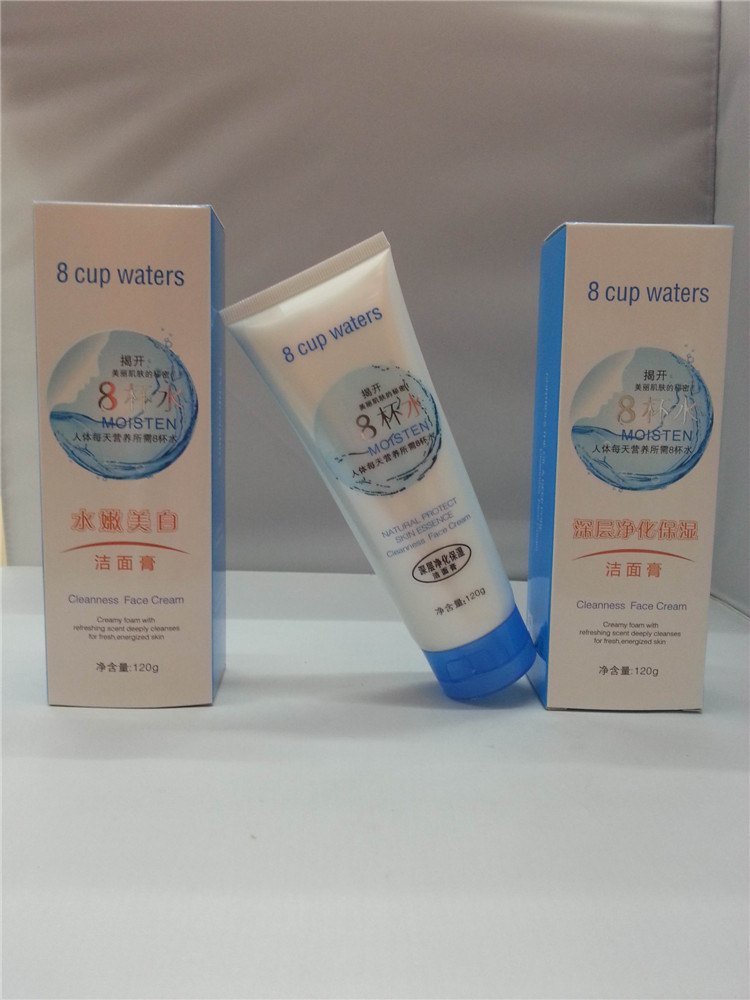 8 cup waters
揭开
美丽肌肤的秘密
8杯水
MOISTEN
人体每天营养所需8杯水
水嫩美白
洁面膏
Cleanness Face Cream
Creamy foam with
refreshing scent deeply cleanses
for fresh,energized skin
净含量:120g
8 cup waters
揭开
美丽肌肤的秘密
8杯水
MOISTEN
人体每天营养所需8杯水
NATURAL PROTECT
SKIN ESSENCE
Cleanness Face Cream
深层净化保湿
洁面膏
净含量:120g
8 cup waters
揭开
美丽肌肤的秘密
8杯水
MOISTEN
人体每天营养所需8杯水
深层净化保湿
洁面膏
Cleanness Face Cream
Creamy foam with
refreshing scent deeply cleanses
for fresh,energized skin
净含量:120g